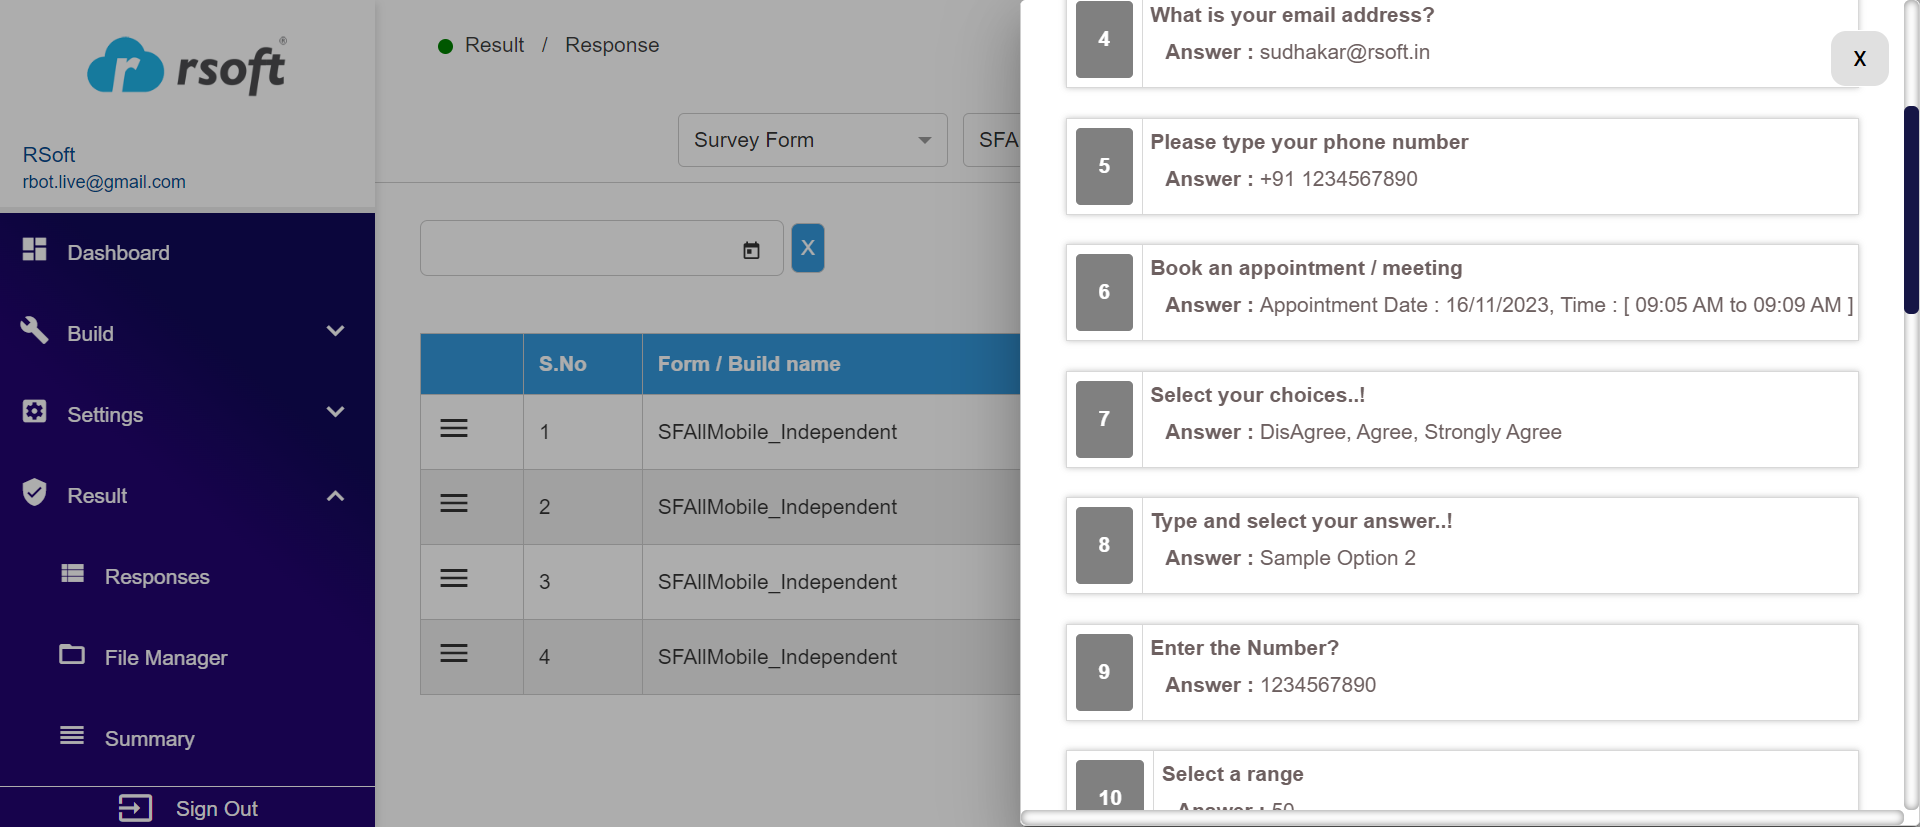 rsoft®
RSoft
rbot.live@gmail.com
Dashboard
Build
Settings
Result
Responses
File Manager
Summary
Sign Out
Result / Response
Survey Form
SFA
X
S.No
Form / Build name
1
SFAllMobile_Independent
2
SFAllMobile_Independent
3
SFAllMobile_Independent
4
SFAllMobile_Independent
X
4
What is your email address?
Answer : sudhakar@rsoft.in
5
Please type your phone number
Answer : +91 1234567890
6
Book an appointment / meeting
Answer : Appointment Date : 16/11/2023, Time : [ 09:05 AM to 09:09 AM ]
7
Select your choices..!
Answer : DisAgree, Agree, Strongly Agree
8
Type and select your answer..!
Answer : Sample Option 2
9
Enter the Number?
Answer : 1234567890
10
Select a range
Answer : 50